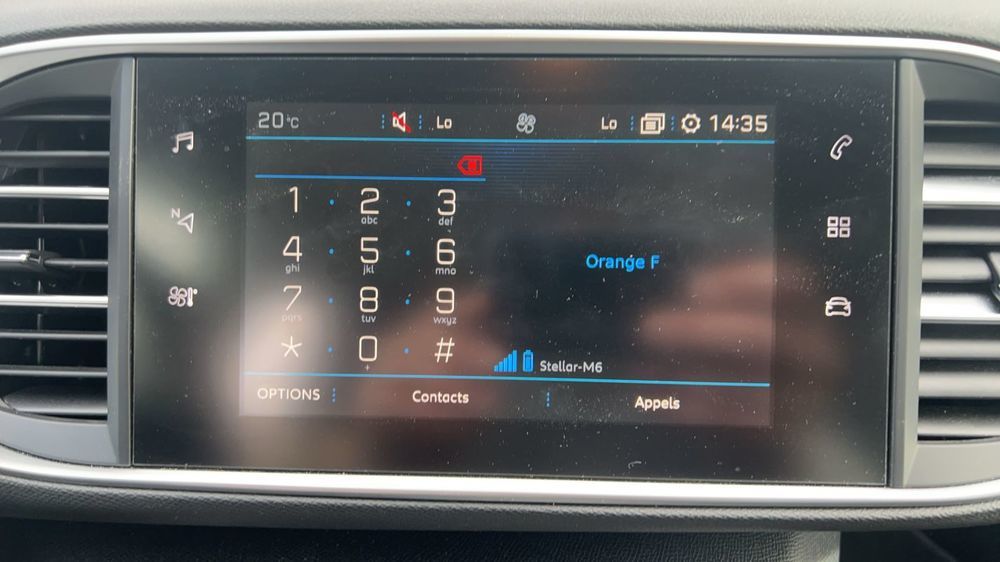 20°C Lo Lo 14:35
1 2 3
abc def
N
4 5 6
ghi jkl mno
Orange F
7 8 9
pqrs tuv wxyz
* 0 #
+
Stellar-M6
OPTIONS Contacts Appels